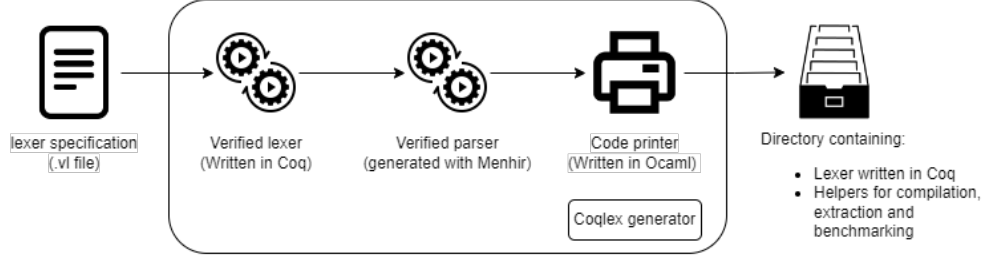 lexer specification
(.vl file)
Verified lexer
(Written in Coq)
Verified parser
(generated with Menhir)
Code printer
(Written in Ocaml)
Coqlex generator
Directory containing:
• Lexer written in Coq
• Helpers for compilation,
extraction and
benchmarking